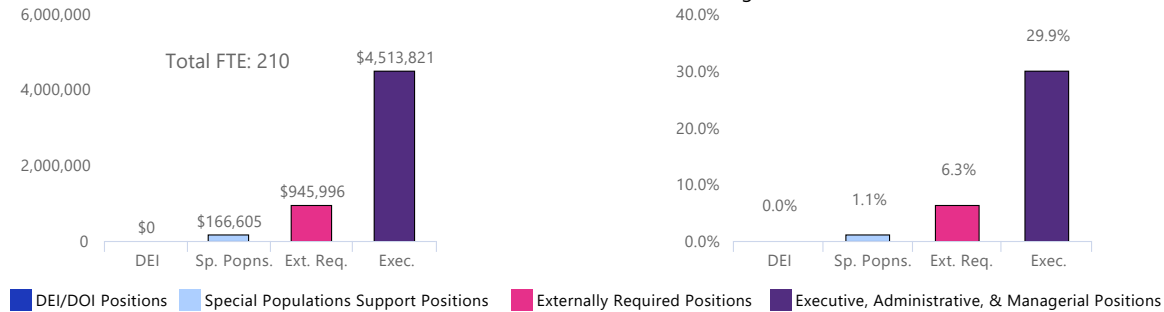 6,000,000
4,000,000
2,000,000
0
Total FTE: 210
$0
$166,605
$945,996
$4,513,821
DEI
Sp. Popns.
Ext. Req.
Exec.
40.0%
30.0%
20.0%
10.0%
0.0%
0.0%
1.1%
6.3%
29.9%
DEI
Sp. Popns.
Ext. Req.
Exec.
DEI/DOI Positions
Special Populations Support Positions
Externally Required Positions
Executive, Administrative, & Managerial Positions